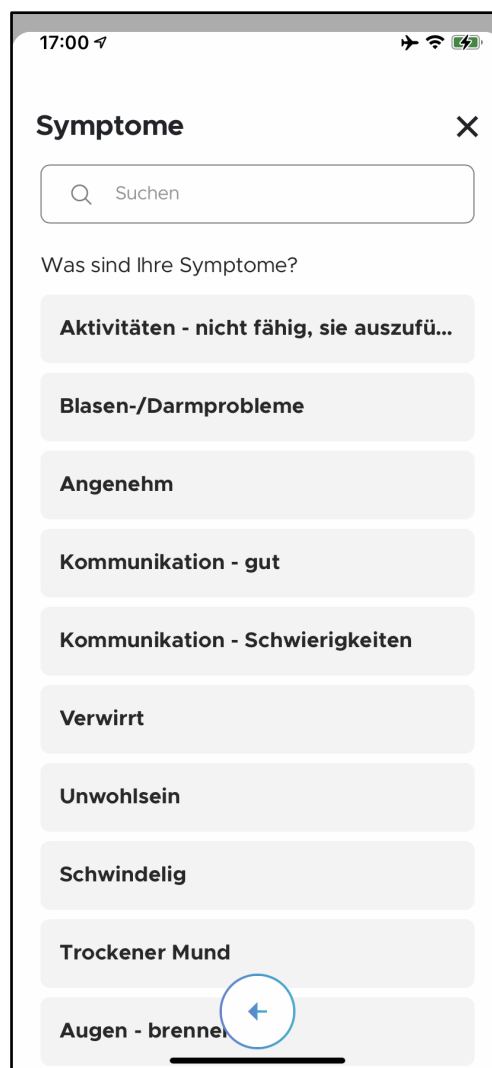 17:00
Symptome
Suchen
Was sind Ihre Symptome?
Aktivitäten - nicht fähig, sie auszufü...
Blasen-/Darmprobleme
Angenehm
Kommunikation - gut
Kommunikation - Schwierigkeiten
Verwirrt
Unwohlsein
Schwindelig
Trockener Mund
Augen -